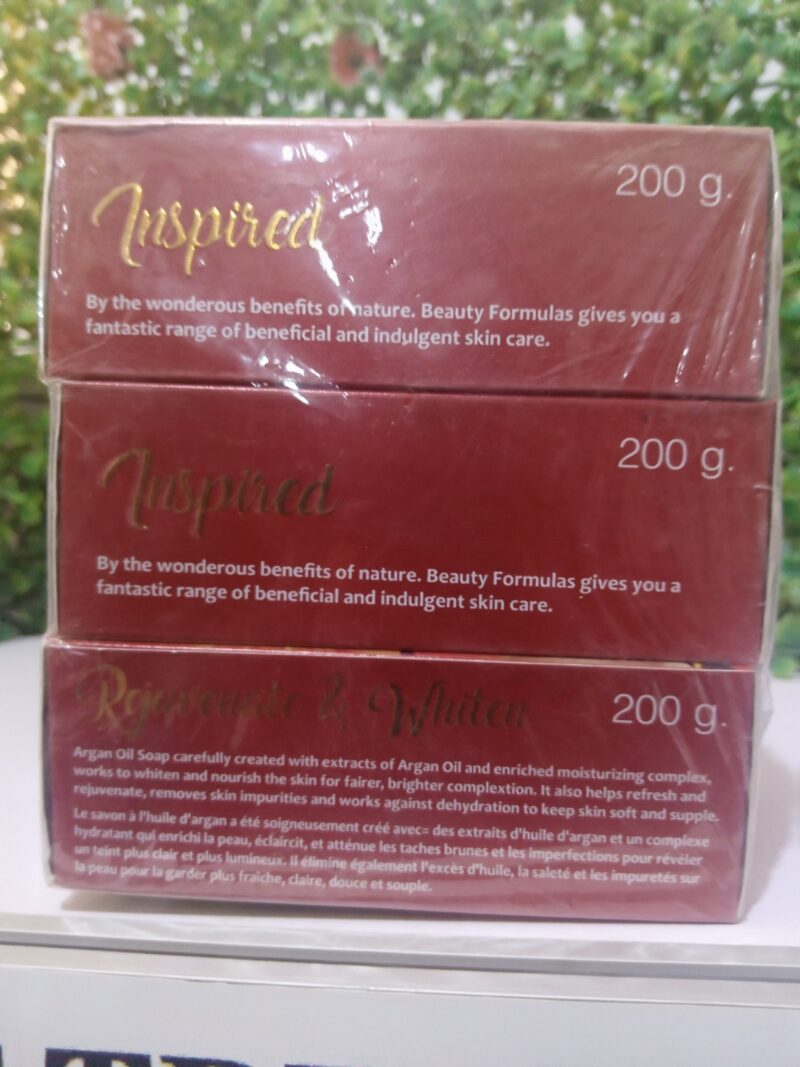 Inspired
200 g.
By the wonderous benefits of nature. Beauty Formulas gives you a
fantastic range of beneficial and indulgent skin care.
Inspired
200 g.
By the wonderous benefits of nature. Beauty Formulas gives you a
fantastic range of beneficial and indulgent skin care.
Rejuvenate & Whiten
200 g.
Argan Oil Soap carefully created with extracts of Argan Oil and enriched moisturizing complex,
works to whiten and nourish the skin for fairer, brighter complextion. It also helps refresh and
rejuvenate, removes skin impurities and works against dehydration to keep skin soft and supple.
Le savon à l'huile d'argan a été soigneusement créé avec= des extraits d'huile d'argan et un complexe
hydratant qui enrichi la peau, éclaircit, et atténue les taches brunes et les imperfections pour révéler
un teint plus clair et plus lumineux. Il élimine également l'excès d'huile, la saleté et les impuretés sur
la peau pour la garder plus fraiche, claire, douce et souple.